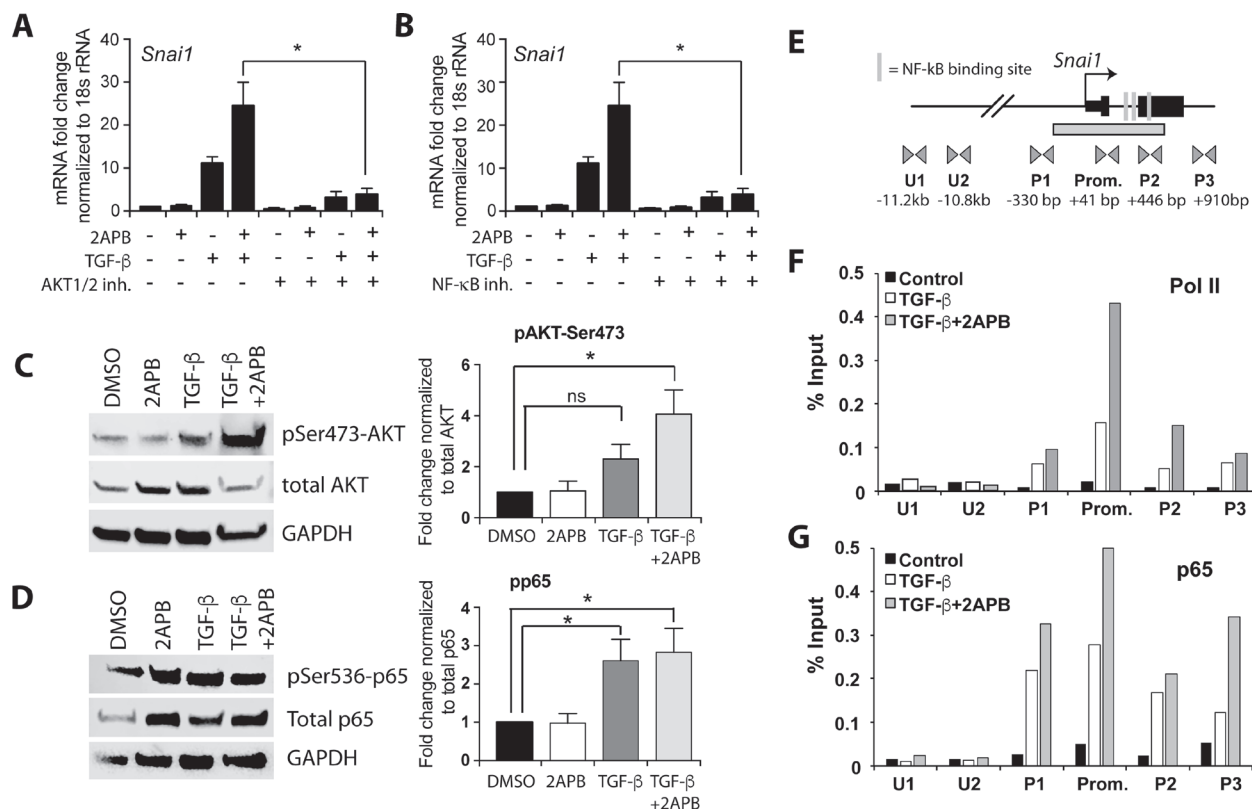 A
mRNA fold change
normalized to 18s rRNA
Snai1
*
40
30
20
10
0
2APB - + - + - + - +
TGF-β - - + + - - + +
AKT1/2 inh. - - - - + + + +
B
mRNA fold change
normalized to 18s rRNA
Snai1
*
40
30
20
10
0
2APB - + - + - + - +
TGF-β - - + + - - + +
NF-κB inh. - - - - + + + +
C
DMSO
2APB
TGF-β
TGF-β
+2APB
pSer473-AKT
total AKT
GAPDH
pAKT-Ser473
Fold change normalized
to total AKT
6
4
2
0
*
ns
DMSO 2APB TGF-β TGF-β
+2APB
D
DMSO
2APB
TGF-β
TGF-β
+2APB
pSer536-p65
Total p65
GAPDH
pp65
Fold change normalized
to total p65
4
3
2
1
0
*
*
DMSO 2APB TGF-β TGF-β
+2APB
E
= NF-kB binding site
Snai1
U1 U2 P1 Prom. P2 P3
-11.2kb -10.8kb -330 bp +41 bp +446 bp +910bp
F
Pol II
Control
TGF-β
TGF-β+2APB
% Input
0.5
0.4
0.3
0.2
0.1
0
U1 U2 P1 Prom. P2 P3
G
p65
Control
TGF-β
TGF-β+2APB
% Input
0.5
0.4
0.3
0.2
0.1
0
U1 U2 P1 Prom. P2 P3